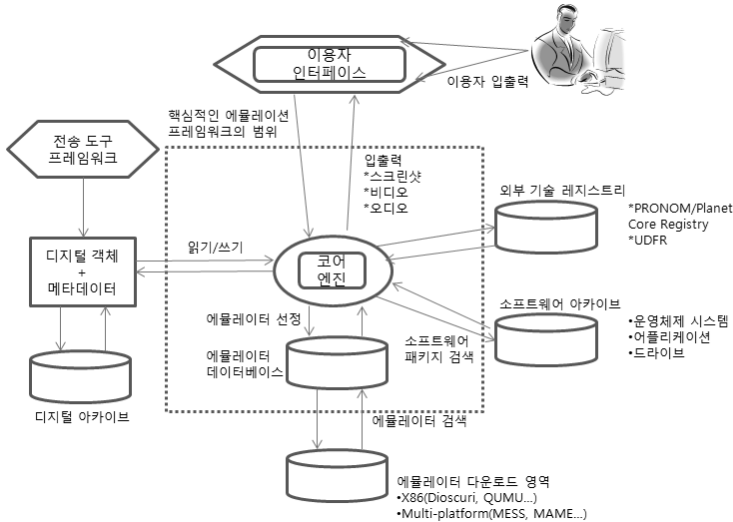 이용자
인터페이스
이용자 입출력
핵심적인 에뮬레이션
프레임워크의 범위
전송 도구
프레임워크
입출력
*스크린샷
*비디오
*오디오
외부 기술 레지스트리
*PRONOM/Planet
Core Registry
*UDFR
디지털 객체
+
메타데이터
읽기/쓰기
코어
엔진
소프트웨어 아카이브
•운영체제 시스템
•어플리케이션
•드라이브
에뮬레이터 선정
에뮬레이터
데이터베이스
소프트웨어
패키지 검색
디지털 아카이브
에뮬레이터 검색
에뮬레이터 다운로드 영역
•X86(Dioscuri, QUMU...)
•Multi-platform(MESS, MAME...)